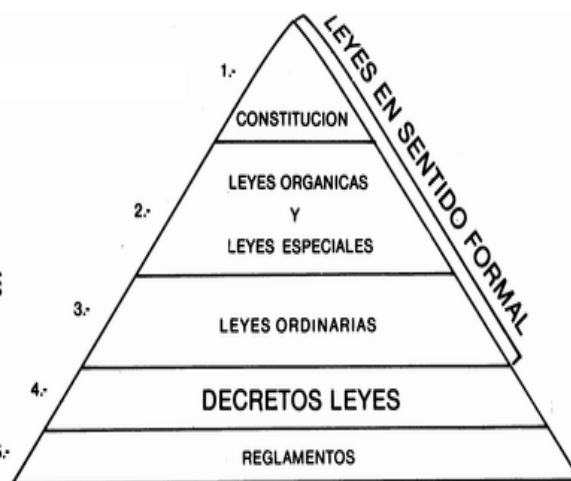 1.-
CONSTITUCION
LEYES EN SENTIDO FORMAL
2.-
LEYES ORGANICAS
Y
LEYES ESPECIALES
3.-
LEYES ORDINARIAS
4.-
DECRETOS LEYES
REGLAMENTOS